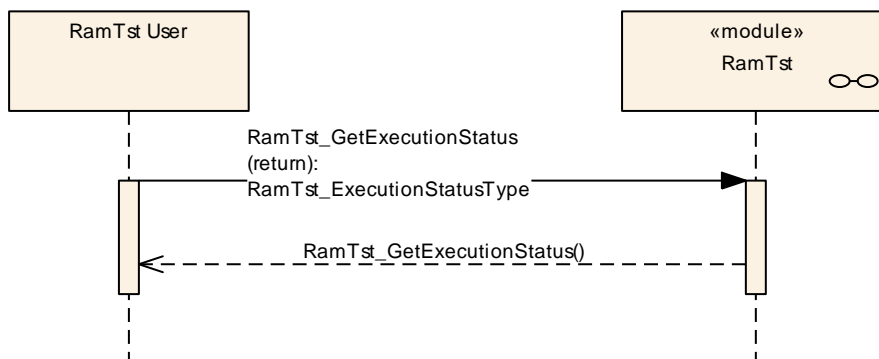 RamTst User
«module»
RamTst
RamTst_GetExecutionStatus
(return):
RamTst_ExecutionStatusType
RamTst_GetExecutionStatus()